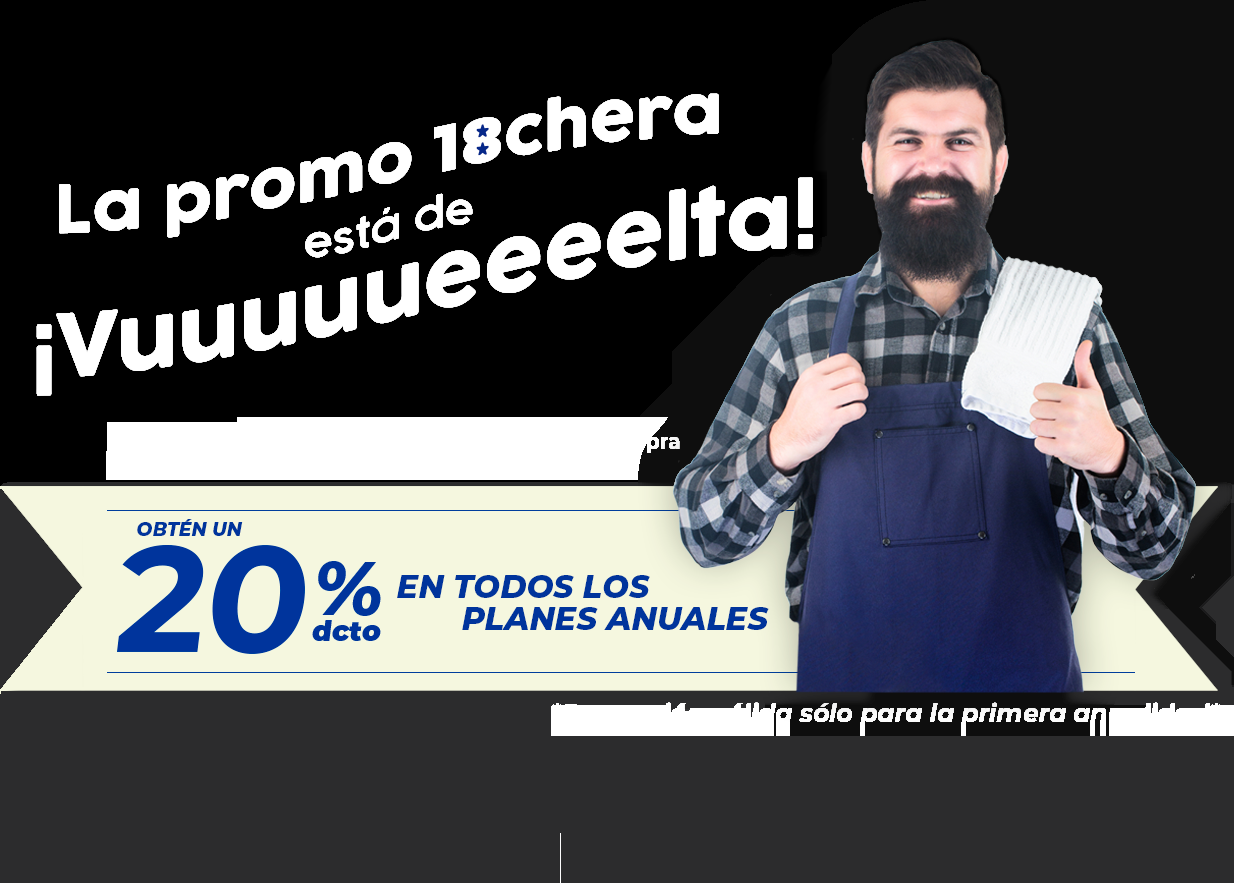 La promo 18chera
está de
¡Vuuuuueeeelta!
pra
OBTÉN UN
20%
dcto
EN TODOS LOS
PLANES ANUALES
sólo para la primera